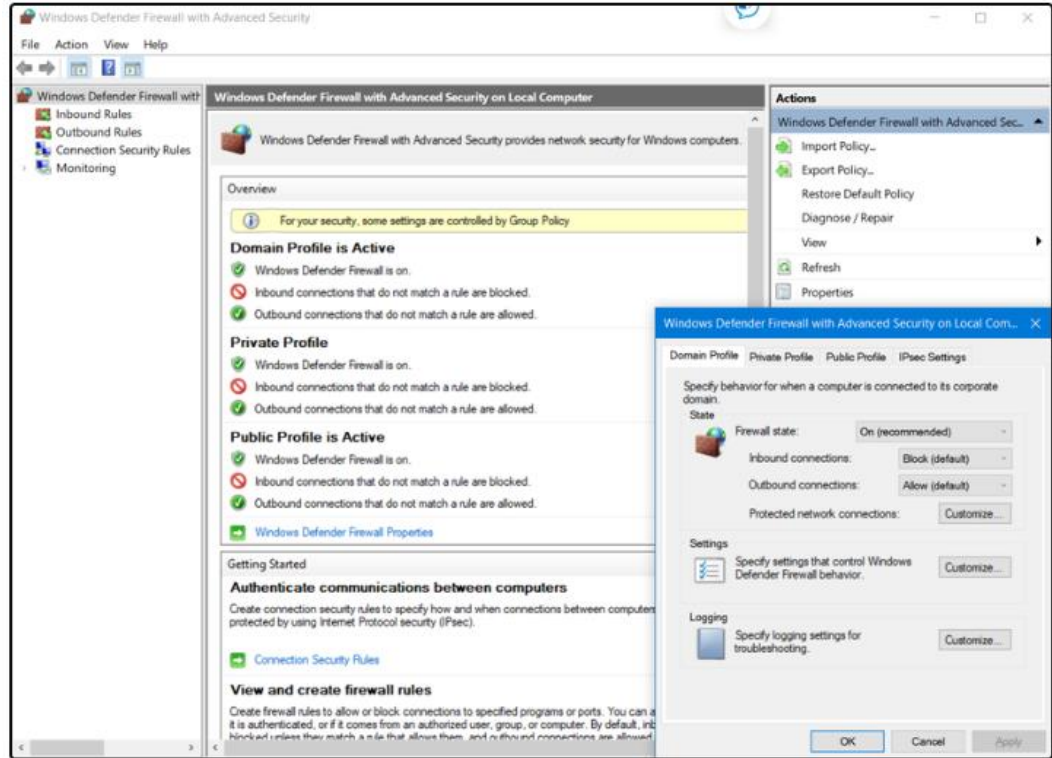 Windows Defender Firewall with Advanced Security
File Action View Help
Windows Defender Firewall with
Inbound Rules
Outbound Rules
Connection Security Rules
Monitoring
Windows Defender Firewall with Advanced Security on Local Computer
Windows Defender Firewall with Advanced Security provides network security for Windows computers.
Overview
For your security, some settings are controlled by Group Policy
Domain Profile is Active
Windows Defender Firewall is on.
Inbound connections that do not match a rule are blocked.
Outbound connections that do not match a rule are allowed.
Private Profile
Windows Defender Firewall is on.
Inbound connections that do not match a rule are blocked.
Outbound connections that do not match a rule are allowed.
Public Profile is Active
Windows Defender Firewall is on.
Inbound connections that do not match a rule are blocked.
Outbound connections that do not match a rule are allowed.
Windows Defender Firewall Properties
Getting Started
Authenticate communications between computers
Create connection security rules to specify how and when connections between computers
protected by using Internet Protocol security (IPsec).
Connection Security Rules
View and create firewall rules
Create firewall rules to allow or block connections to specified programs or ports. You can a
it is authenticated, or if it comes from an authorized user, group, or computer. By default, inb
blocked unless they match a rule that allows them, and outbound connections are allowed
Actions
Windows Defender Firewall with Advanced Sec...
Import Policy...
Export Policy...
Restore Default Policy
Diagnose / Repair
View
Refresh
Properties
Windows Defender Firewall with Advanced Security on Local Com...
Domain Profile Private Profile Public Profile IPsec Settings
Specify behavior for when a computer is connected to its corporate
domain.
State
Firewall state: On (recommended)
Inbound connections: Block (default)
Outbound connections: Allow (default)
Protected network connections: Customize...
Settings
Specify settings that control Windows
Defender Firewall behavior.
Customize...
Logging
Specify logging settings for
troubleshooting.
Customize...
OK Cancel Apply